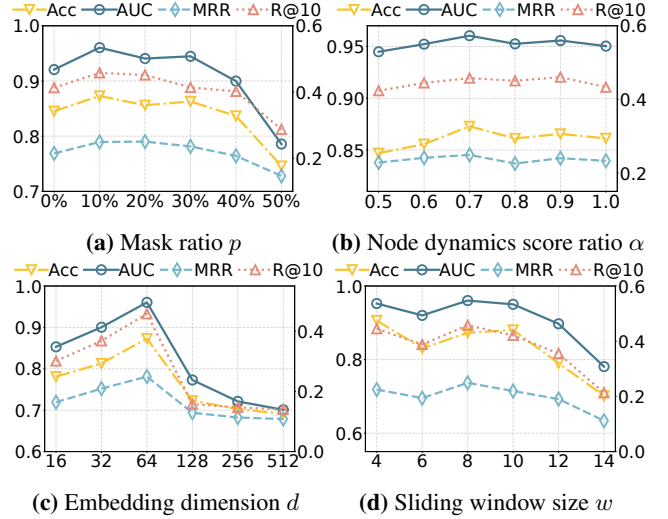 Acc AUC MRR R@10
1.0 0.6
0.9 0.4
0.8 0.2
0.7
0% 10% 20% 30% 40% 50%
(a) Mask ratio p
Acc AUC MRR R@10
0.95 0.6
0.90 0.4
0.85 0.2
0.5 0.6 0.7 0.8 0.9 1.0
(b) Node dynamics score ratio α
Acc AUC MRR R@10
1.0
0.9 0.4
0.8 0.2
0.7
0.6 0.0
16 32 64 128 256 512
(c) Embedding dimension d
Acc AUC MRR R@10
1.0 0.6
0.8 0.4
0.6 0.2
0.0
4 6 8 10 12 14
(d) Sliding window size w